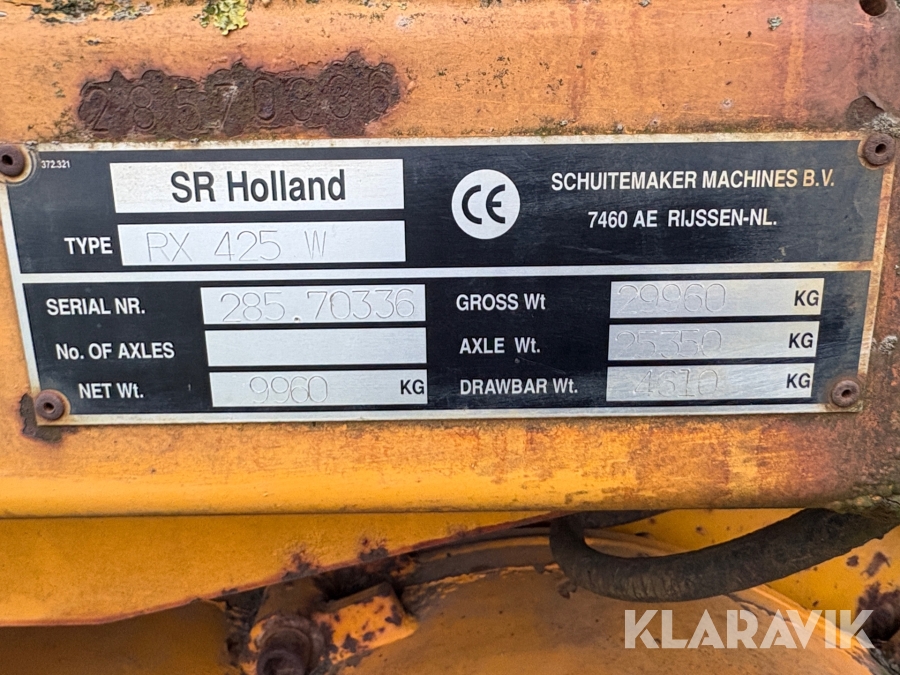 28570336
372.321
SR Holland
CE
SCHUITEMAKER MACHINES B.V.
7460 AE RIJSSEN-NL.
TYPE RX 425 W
SERIAL NR. 285.70336
GROSS Wt 29960 KG
No. OF AXLES
AXLE Wt. 25350 KG
NET Wt. 9960 KG
DRAWBAR Wt. 4610 KG
KLARAVIK